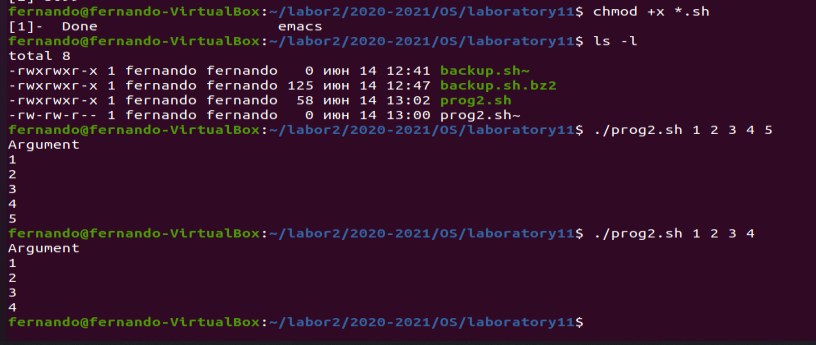 fernando@fernando-VirtualBox:~/labor2/2020-2021/OS/laboratory11$ chmod +x *.sh
[1]-  Done                    emacs
fernando@fernando-VirtualBox:~/labor2/2020-2021/OS/laboratory11$ ls -l
total 8
-rwxrwxr-x 1 fernando fernando   0 июн 14 12:41 backup.sh~
-rwxrwxr-x 1 fernando fernando 125 июн 14 12:47 backup.sh.bz2
-rwxrwxr-x 1 fernando fernando  58 июн 14 13:02 prog2.sh
-rw-rw-r-- 1 fernando fernando   0 июн 14 13:00 prog2.sh~
fernando@fernando-VirtualBox:~/labor2/2020-2021/OS/laboratory11$ ./prog2.sh 1 2 3 4 5
Argument
1
2
3
4
5
fernando@fernando-VirtualBox:~/labor2/2020-2021/OS/laboratory11$ ./prog2.sh 1 2 3 4
Argument
1
2
3
4
fernando@fernando-VirtualBox:~/labor2/2020-2021/OS/laboratory11$